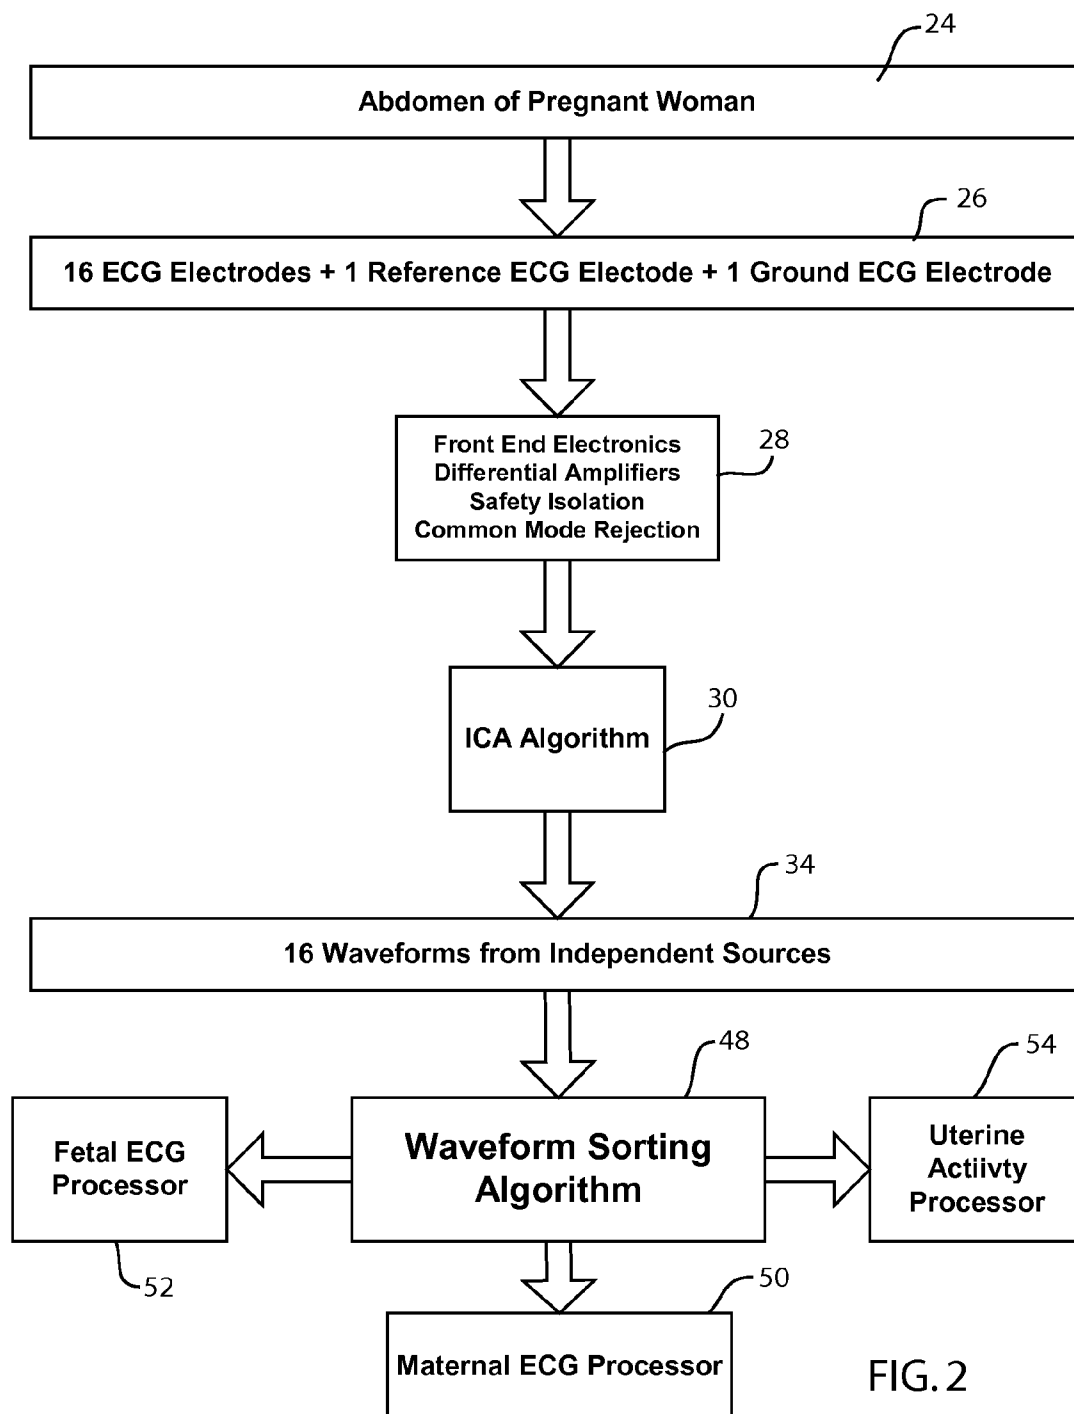 24
Abdomen of Pregnant Woman
26
16 ECG Electrodes + 1 Reference ECG Electode + 1 Ground ECG Electrode
28
Front End Electronics
Differential Amplifiers
Safety Isolation
Common Mode Rejection
30
ICA Algorithm
34
16 Waveforms from Independent Sources
48
54
Fetal ECG
Processor
Waveform Sorting
Algorithm
Uterine
Actiivty
Processor
52
50
Maternal ECG Processor
FIG. 2